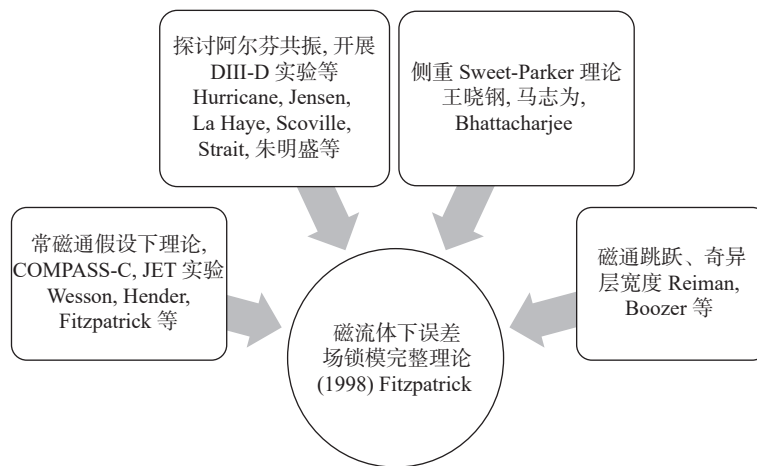 探讨阿尔芬共振, 开展
DIII-D 实验等
Hurricane, Jensen,
La Haye, Scoville,
Strait, 朱明盛等
侧重 Sweet-Parker 理论
王晓钢, 马志为,
Bhattacharjee
常磁通假设下理论,
COMPASS-C, JET 实验
Wesson, Hender,
Fitzpatrick 等
磁通跳跃、奇异
层宽度 Reiman,
Boozer 等
磁流体下误差
场锁模完整理论
(1998) Fitzpatrick